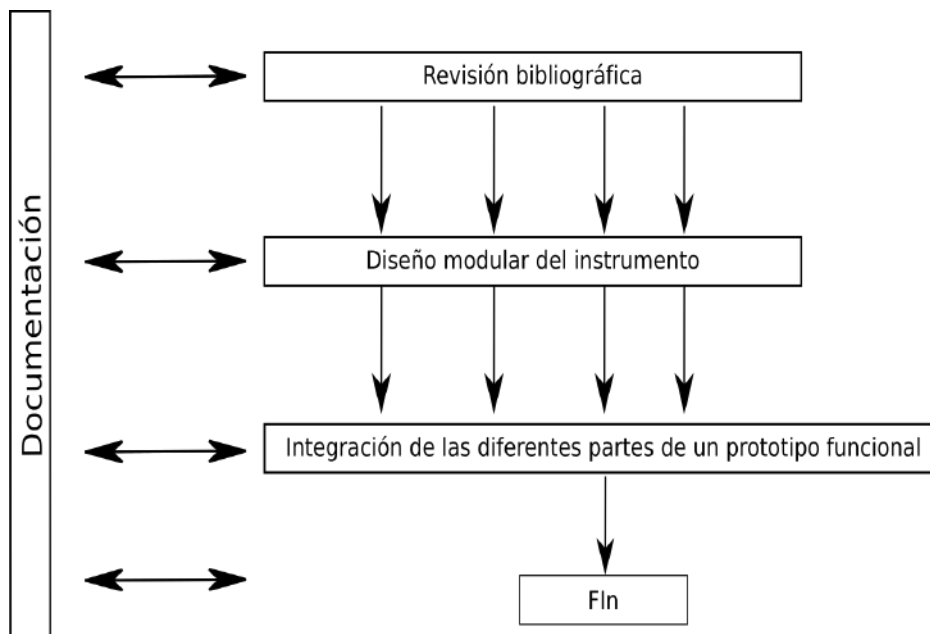 Documentación
Revisión bibliográfica
Diseño modular del instrumento
Integración de las diferentes partes de un prototipo funcional
FIn